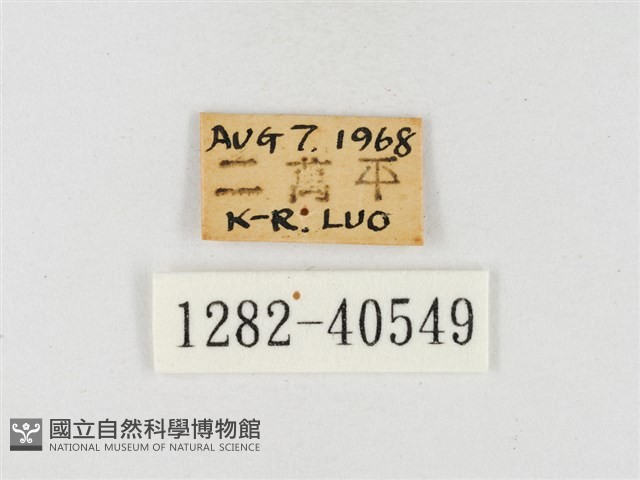 AUG 7. 1968
二萬平
K-R. LUO
1282-40549
國立自然科學博物館
NATIONAL MUSEUM OF NATURAL SCIENCE